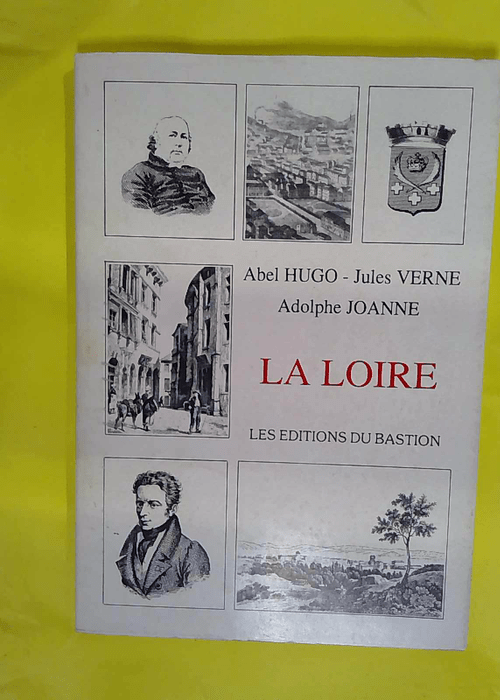 Abel HUGO - Jules VERNE
Adolphe JOANNE
LA LOIRE
LES EDITIONS DU BASTION